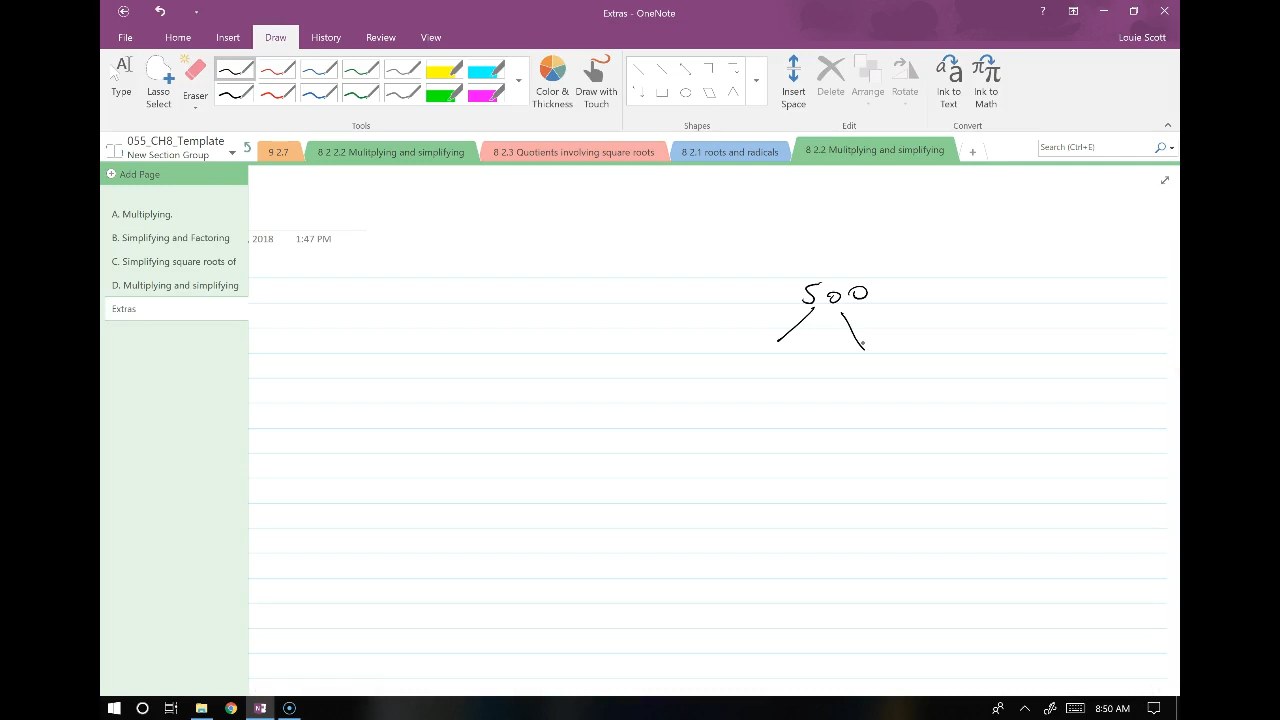 Extras - OneNote
?
File Home Insert Draw History Review View Louie Scott
Type Lasso Select Eraser Color & Thickness Draw with Touch Insert Space Delete Arrange Rotate Ink to Text Ink to Math
Tools Shapes Edit Convert
055_CH8_Template
New Section Group
9 2.7 8 2.2.2 Mulitplying and simplifying 8 2.3 Quotients involving square roots 8 2.1 roots and radicals 8 2.2 Mulitplying and simplifying + Search (Ctrl+E)
Add Page
A. Multiplying.
B. Simplifying and Factoring
C. Simplifying square roots of
D. Multiplying and simplifying
Extras
, 2018 1:47 PM
500
8:50 AM